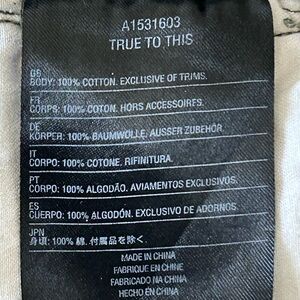 A1531603
TRUE TO THIS
GB
BODY: 100% COTTON. EXCLUSIVE OF TRIMS.
FR
CORPS: 100% COTON. HORS ACCESSOIRES.
DE
KÖRPER: 100% BAUMWOLLE. AUSSER ZUBEHÖR.
IT
CORPO: 100% COTONE. RIFINITURA.
PT
CORPO: 100% ALGODÃO. AVIAMENTOS EXCLUSIVOS.
ES
CUERPO: 100% ALGODÓN. EXCLUSIVO DE ADORNOS.
JPN
身頃: 100% 綿. 付属品を除く.
MADE IN CHINA
FABRIQUE EN CHINE
FABRICADO NA CHINA
HECHO EN CHINA